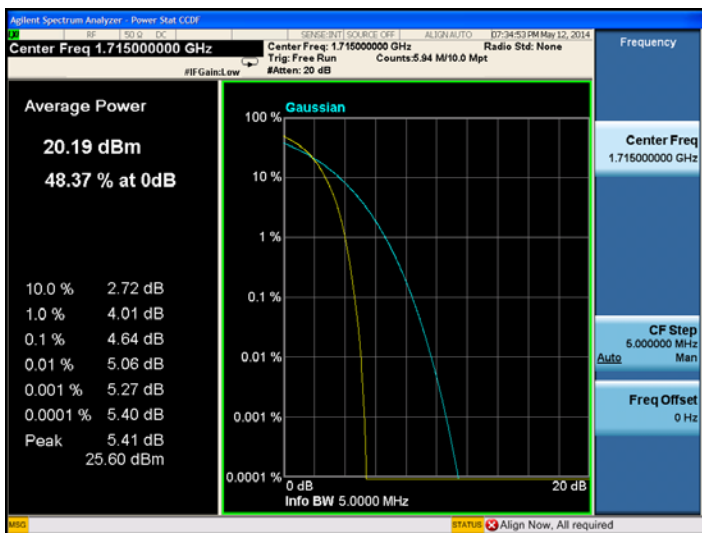 Agilent Spectrum Analyzer - Power Stat CCDF
LXI RF 50 Ω DC SENSE:INT SOURCE OFF ALIGN AUTO 07:34:53 PM May 12, 2014
Center Freq 1.715000000 GHz
Center Freq: 1.715000000 GHz Radio Std: None
Trig: Free Run Counts:5.94 M/10.0 Mpt
#IFGain:Low #Atten: 20 dB
Frequency
Average Power
20.19 dBm
48.37 % at 0dB
10.0 % 2.72 dB
1.0 % 4.01 dB
0.1 % 4.64 dB
0.01 % 5.06 dB
0.001 % 5.27 dB
0.0001 % 5.40 dB
Peak 5.41 dB
25.60 dBm
Gaussian
100 %
10 %
1 %
0.1 %
0.01 %
0.001 %
0.0001 %
0 dB 20 dB
Info BW 5.0000 MHz
Center Freq
1.715000000 GHz
CF Step
5.000000 MHz
Auto Man
Freq Offset
0 Hz
MSG STATUS Align Now, All required